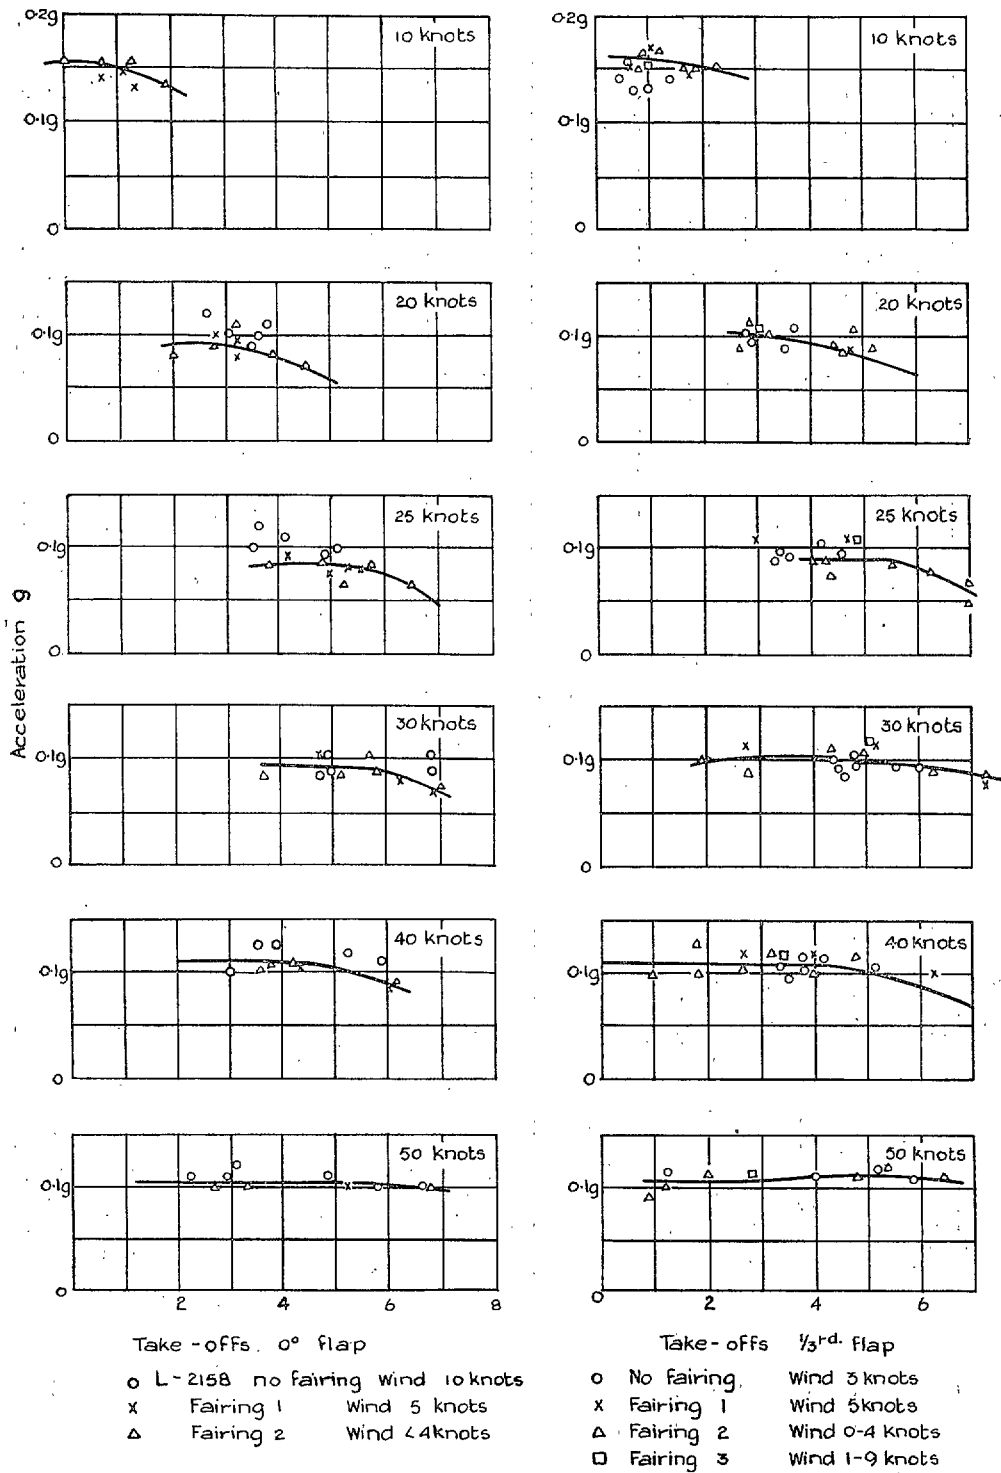 0.2g
10 knots
0.1g
0
20 knots
0.1g
0
25 knots
0.1g
0
30 knots
0.1g
0
40 knots
0.1g
0
50 knots
0.1g
0
2 4 6 8
Acceleration g
Take-offs. 0° flap
O L-2158 no fairing Wind 10 knots
X Fairing 1 Wind 5 knots
△ Fairing 2 Wind <4 knots
0.2g
10 knots
0.1g
0
20 knots
0.1g
0
25 knots
0.1g
0
30 knots
0.1g
0
40 knots
0.1g
0
50 knots
0.1g
0
2 4 6
Take-offs 1/3rd. flap
O No fairing, Wind 3 knots
X Fairing 1 Wind 5 knots
△ Fairing 2 Wind 0-4 knots
□ Fairing 3 Wind 1-9 knots